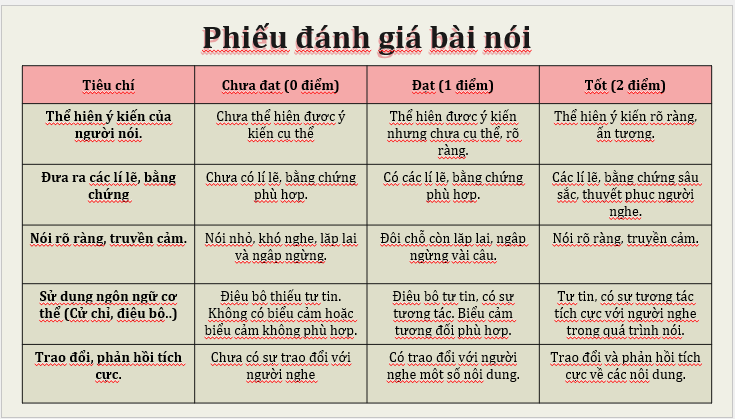 Phiếu đánh giá bài nói
Tiêu chí
Chưa đạt (0 điểm)
Đạt (1 điểm)
Tốt (2 điểm)
Thể hiện ý kiến của
người nói.
Chưa thể hiện được ý
kiến cụ thể
Thể hiện được ý kiến
nhưng chưa cụ thể, rõ
ràng.
Thể hiện ý kiến rõ ràng,
ấn tượng.
Đưa ra các lí lẽ, bằng
chứng
Chưa có lí lẽ, bằng chứng
phù hợp.
Có các lí lẽ, bằng chứng
phù hợp.
Các lí lẽ, bằng chứng sâu
sắc, thuyết phục người
nghe.
Nói rõ ràng, truyền cảm.
Nói nhỏ, khó nghe, lặp lại
và ngập ngừng.
Đôi chỗ còn lặp lại, ngập
ngừng vài câu.
Nói rõ ràng, truyền cảm.
Sử dụng ngôn ngữ cơ
thể (Cử chỉ, điệu bộ..)
Điệu bộ thiếu tự tin.
Không có biểu cảm hoặc
biểu cảm không phù hợp.
Điệu bộ tự tin, có sự
tương tác. Biểu cảm
tương đối phù hợp.
Tự tin, có sự tương tác
tích cực với người nghe
trong quá trình nói.
Trao đổi, phản hồi tích
cực.
Chưa có sự trao đổi với
người nghe
Có trao đổi với người
nghe một số nội dung.
Trao đổi và phản hồi tích
cực về các nội dung.